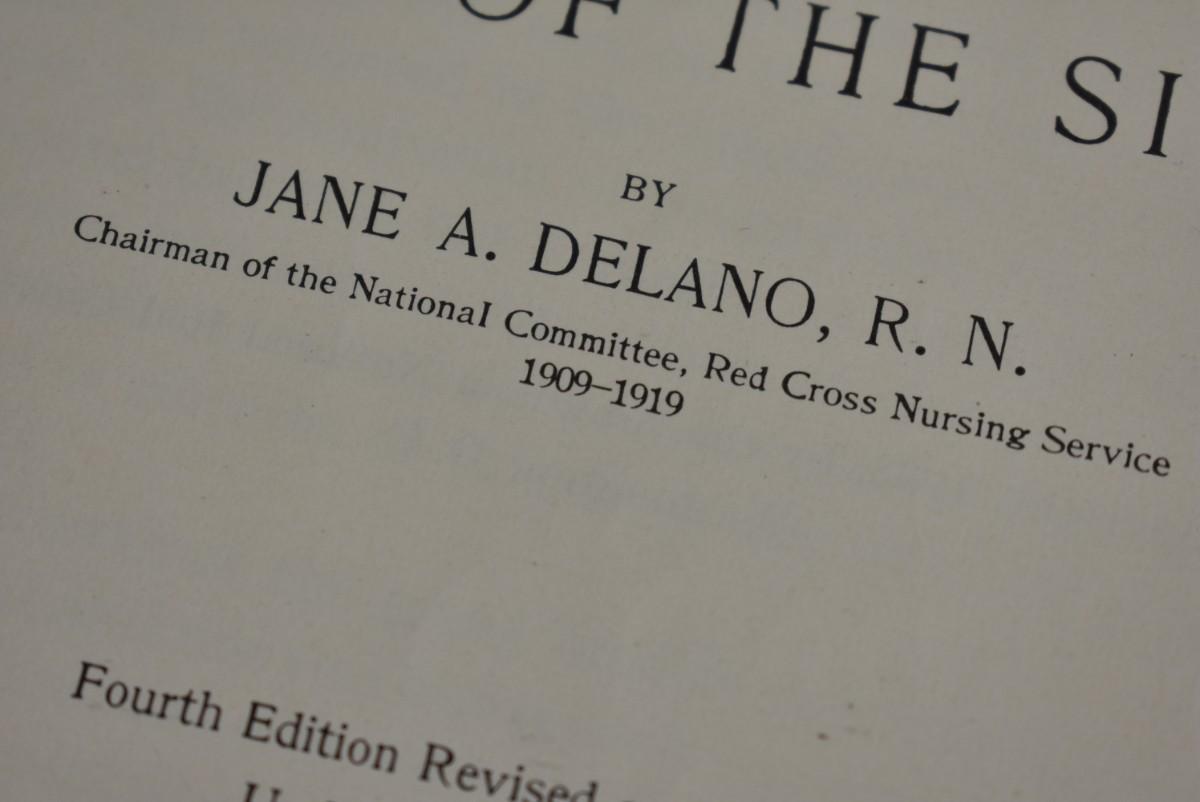 OF THE SI
BY
JANE A. DELANO, R. N.
Chairman of the National Committee, Red Cross Nursing Service
1909–1919
Fourth Edition Revised